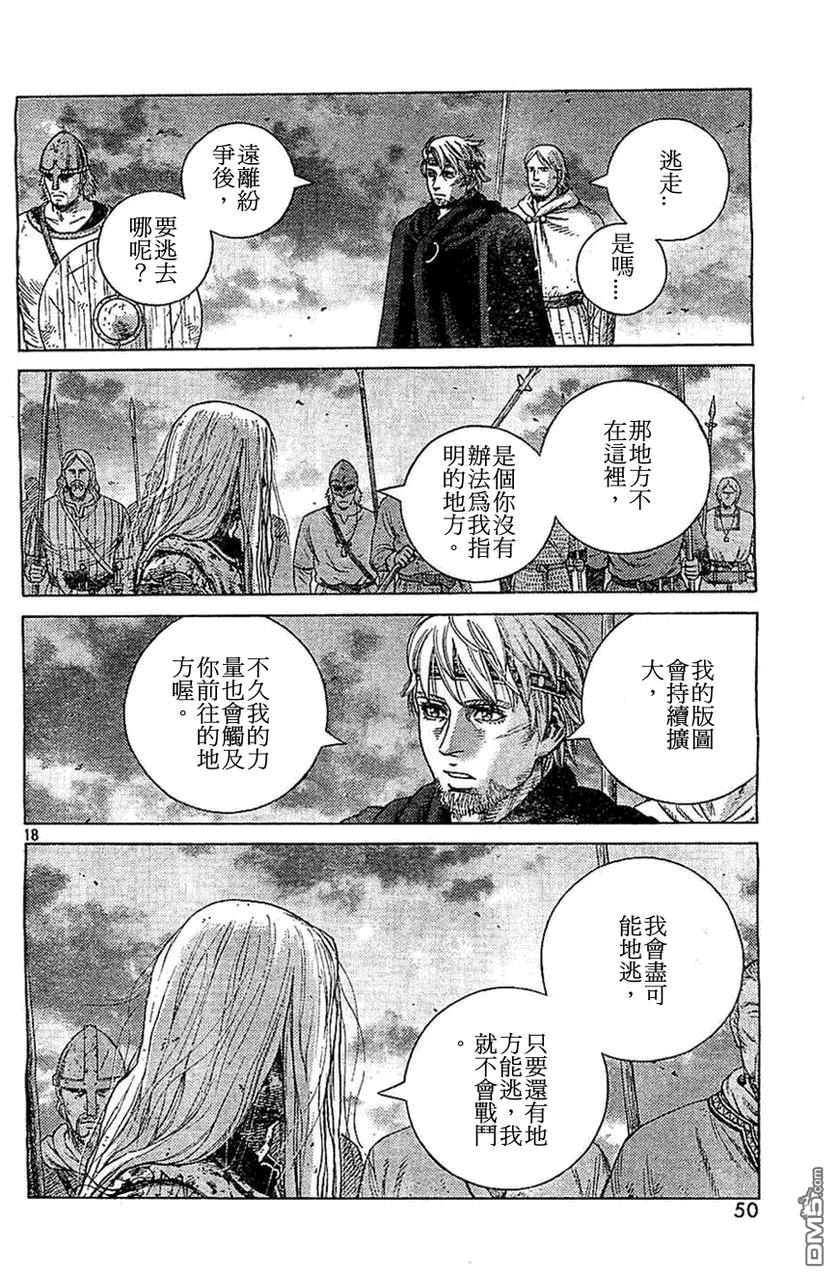 逃走…
是嗎…
遠離紛
爭後，
要逃去
哪呢？
那地方不
在這裡，
是個你沒有
辦法爲我指
明的地方。
我的版圖
會持續擴
大，
不久我的力
量也會觸及
你前往的地
方喔。
18
我會盡可
能地逃，
只要還有地
方能逃，我
就不會戰鬥
。
50
DM5.com